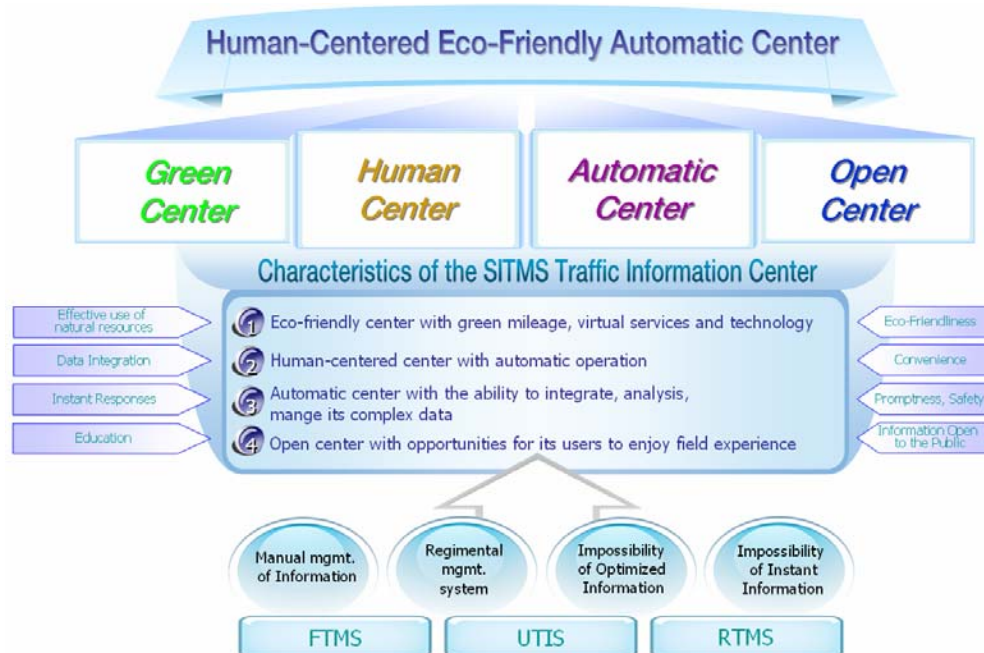 Human-Centered Eco-Friendly Automatic Center
Green
Center
Human
Center
Automatic
Center
Open
Center
Characteristics of the SITMS Traffic Information Center
Effective use of
natural resources
Data Integration
Instant Responses
Education
1 Eco-friendly center with green mileage, virtual services and technology
2 Human-centered center with automatic operation
3 Automatic center with the ability to integrate, analysis,
mange its complex data
4 Open center with opportunities for its users to enjoy field experience
Eco-Friendliness
Convenience
Promptness, Safety
Information Open
to the Public
Manual mgmt.
of Information
Regimental
mgmt.
system
Impossibility
of Optimized
Information
Impossibility
of Instant
Information
FTMS
UTIS
RTMS